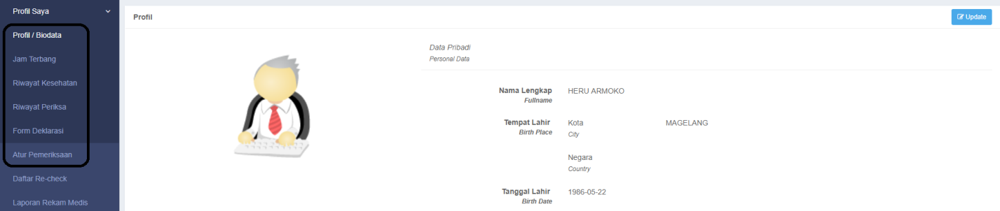 Profil Saya
Profil / Biodata
Jam Terbang
Riwayat Kesehatan
Riwayat Periksa
Form Deklarasi
Atur Pemeriksaan
Daftar Re-check
Laporan Rekam Medis
Profil
Update
Data Pribadi
Personal Data
Nama Lengkap HERU ARMOKO
Fullname
Tempat Lahir Kota MAGELANG
Birth Place City
Negara
Country
Tanggal Lahir 1986-05-22
Birth Date